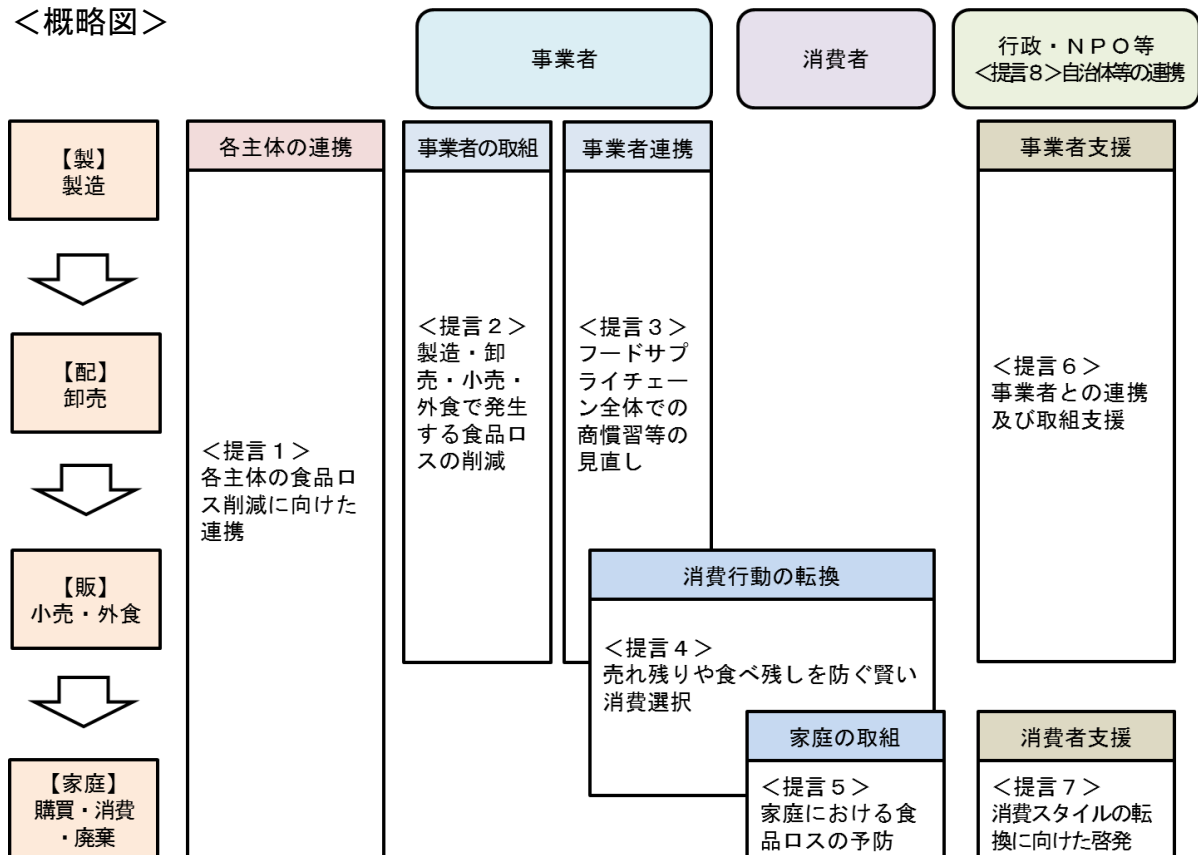 ＜概略図＞
事業者
消費者
行政・ＮＰＯ等
＜提言８＞自治体等の連携
【製】
製造
【配】
卸売
【販】
小売・外食
【家庭】
購買・消費
・廃棄
各主体の連携
＜提言１＞
各主体の食品ロ
ス削減に向けた
連携
事業者の取組
＜提言２＞
製造・卸
売・小売・
外食で発生
する食品ロ
スの削減
事業者連携
＜提言３＞
フードサプ
ライチェー
ン全体での
商慣習等の
見直し
消費行動の転換
＜提言４＞
売れ残りや食べ残しを防ぐ賢い
消費選択
家庭の取組
＜提言５＞
家庭における食
品ロスの予防
事業者支援
＜提言６＞
事業者との連携
及び取組支援
消費者支援
＜提言７＞
消費スタイルの転
換に向けた啓発